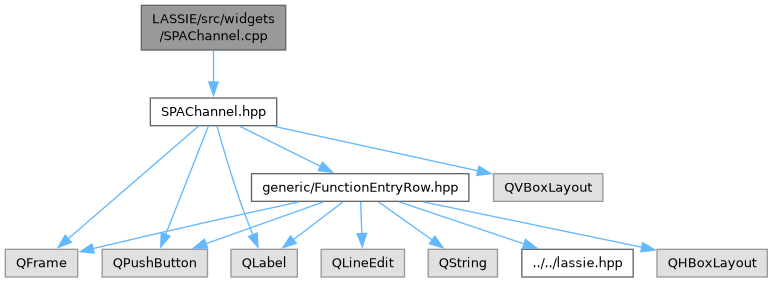 LASSIE/src/widgets
/SPAChannel.cpp
SPAChannel.hpp
generic/FunctionEntryRow.hpp
QVBoxLayout
QFrame
QPushButton
QLabel
QLineEdit
QString
../../lassie.hpp
QHBoxLayout